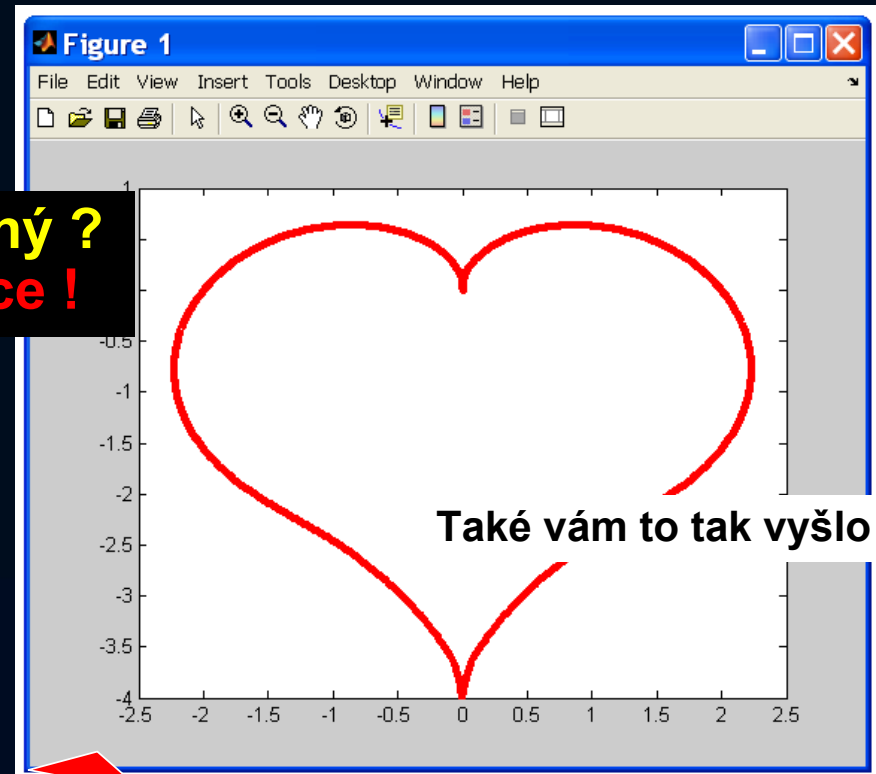 Figure 1
File Edit View Insert Tools Desktop Window Help
1
ný ?
ce !
-0.5
-1
-1.5
-2
Také vám to tak vyšlo
-2.5
-3
-3.5
-4
-2.5 -2 -1.5 -1 -0.5 0 0.5 1 1.5 2 2.5